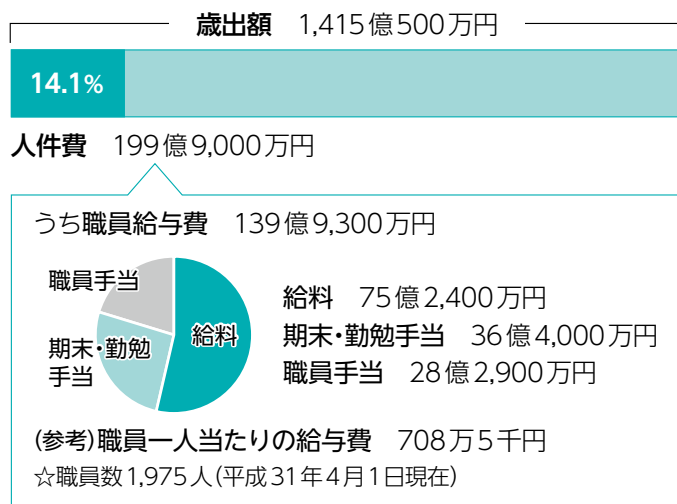 歳出額 1,415億500万円
14.1%
人件費 199億9,000万円
うち職員給与費 139億9,300万円
職員手当
期末・勤勉
手当
給料
給料 75億2,400万円
期末・勤勉手当 36億4,000万円
職員手当 28億2,900万円
(参考)職員一人当たりの給与費 708万5千円
☆職員数1,975人(平成31年4月1日現在)